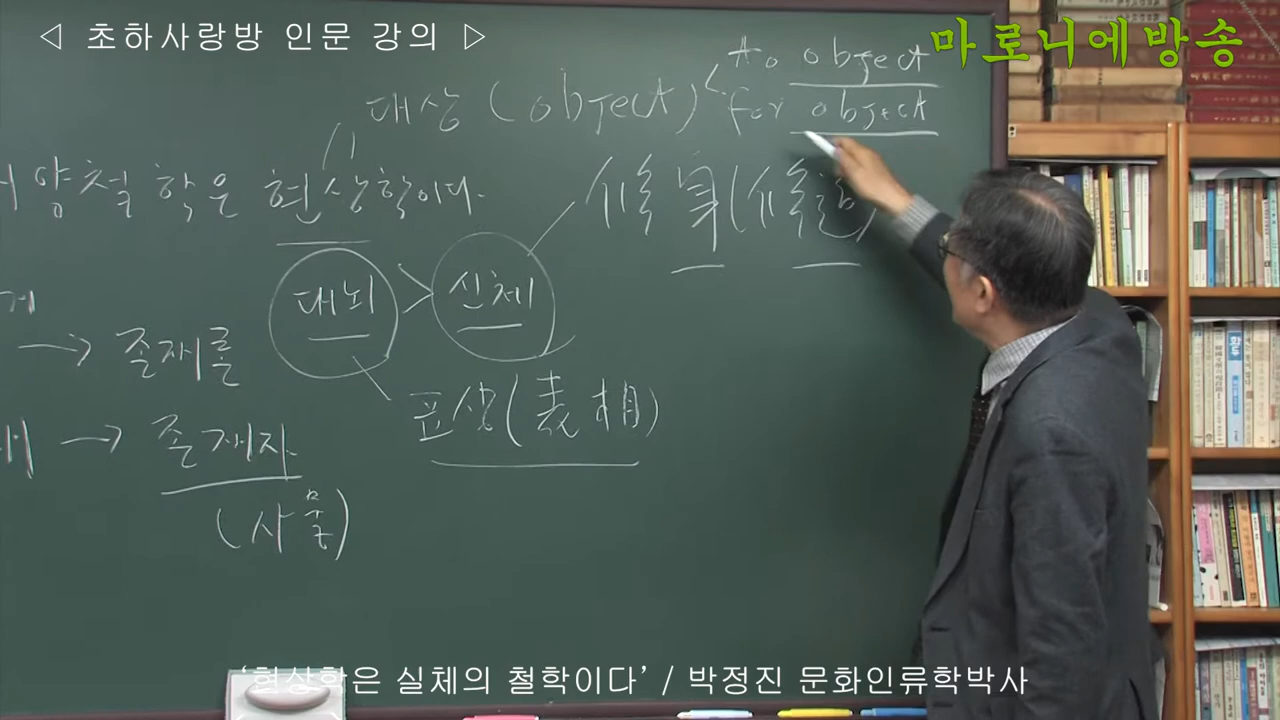 ◁ 초하사랑방 인문 강의 ▷
마로니에방송
to object
대상 (object) < for object
양철학은 현상학이다.
修身(修道)
대뇌 > 신체
게
→ 존재론
표상(表相)
→ 존재자
(사물)
‘현상학은 실체의 철학이다’ / 박정진 문화인류학박사